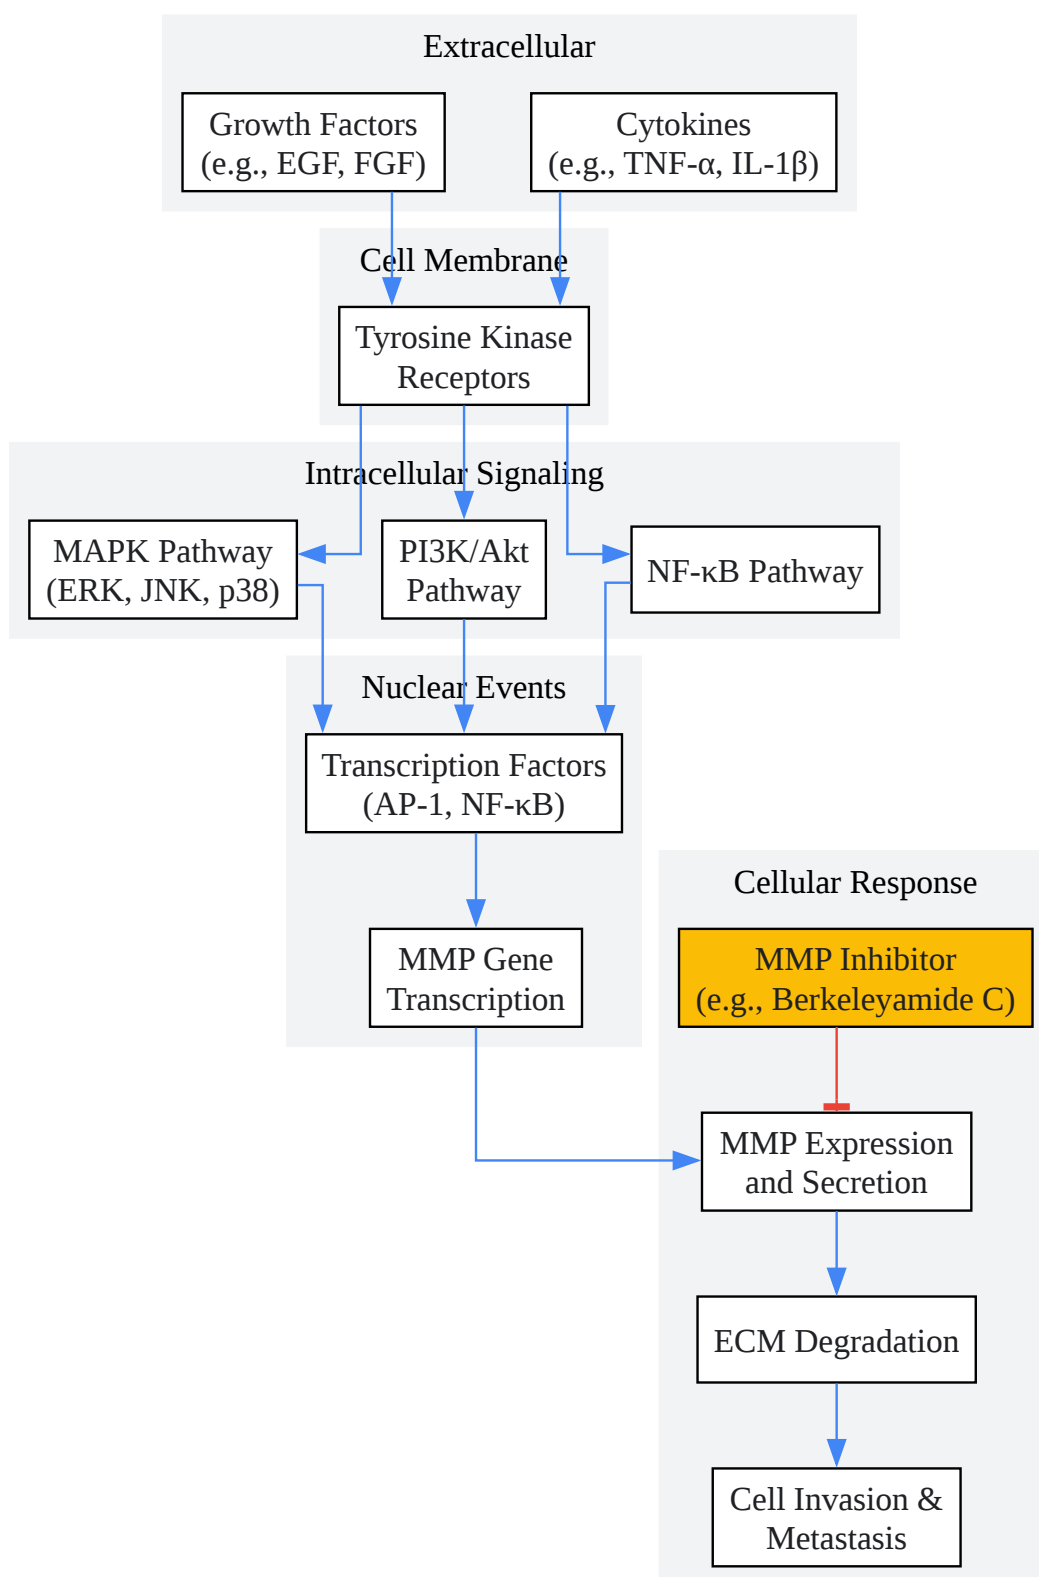 Extracellular
Growth Factors
(e.g., EGF, FGF)
Cytokines
(e.g., TNF-α, IL-1β)
Cell Membrane
Tyrosine Kinase
Receptors
Intracellular Signaling
MAPK Pathway
(ERK, JNK, p38)
PI3K/Akt
Pathway
NF-κB Pathway
Nuclear Events
Transcription Factors
(AP-1, NF-κB)
MMP Gene
Transcription
Cellular Response
MMP Inhibitor
(e.g., Berkeleyamide C)
MMP Expression
and Secretion
ECM Degradation
Cell Invasion &
Metastasis